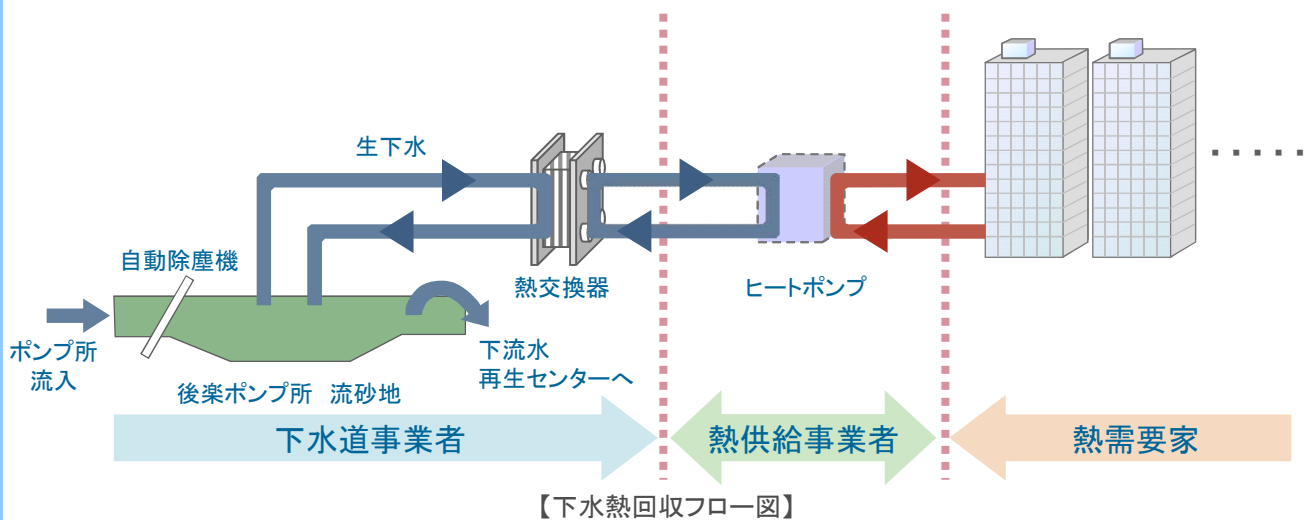 生下水
自動除塵機
熱交換器
ヒートポンプ
ポンプ所
流入
下流水
再生センターへ
後楽ポンプ所 流砂地
下水道事業者
熱供給事業者
熱需要家
【下水熱回収フロー図】